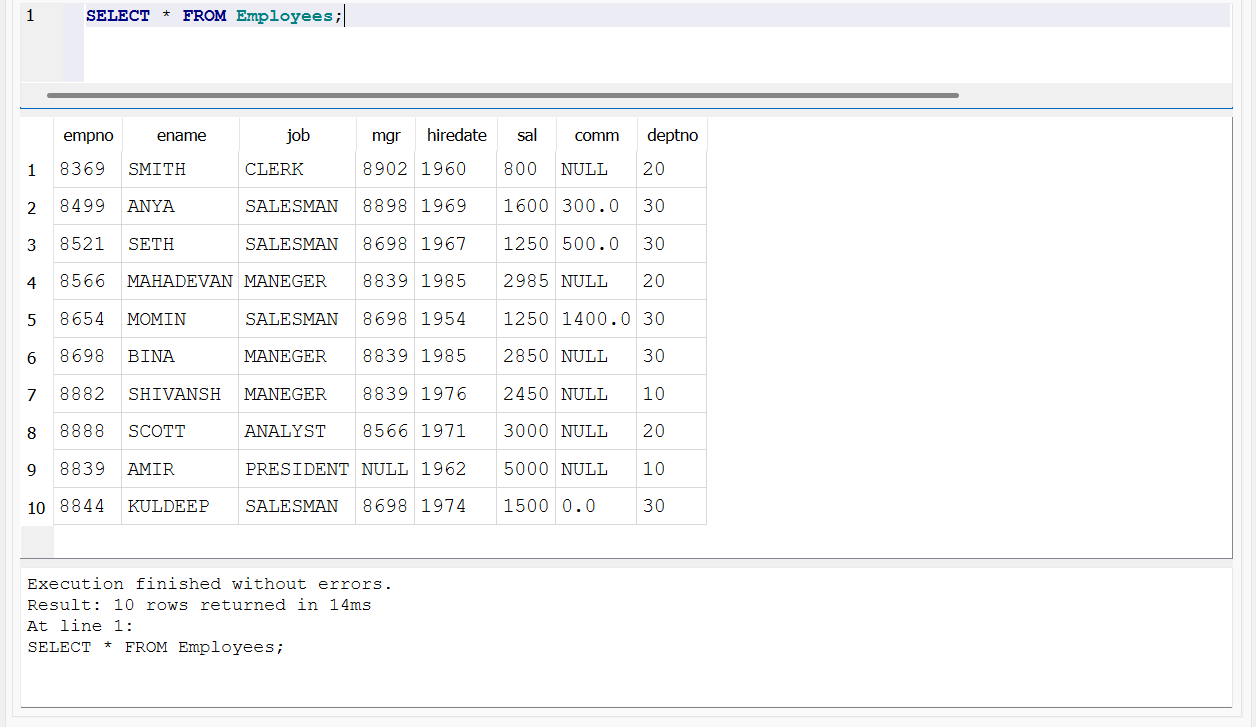 1 SELECT * FROM Employees;
empno ename job mgr hiredate sal comm deptno
1 8369 SMITH CLERK 8902 1960 800 NULL 20
2 8499 ANYA SALESMAN 8898 1969 1600 300.0 30
3 8521 SETH SALESMAN 8698 1967 1250 500.0 30
4 8566 MAHADEVAN MANEGER 8839 1985 2985 NULL 20
5 8654 MOMIN SALESMAN 8698 1954 1250 1400.0 30
6 8698 BINA MANEGER 8839 1985 2850 NULL 30
7 8882 SHIVANSH MANEGER 8839 1976 2450 NULL 10
8 8888 SCOTT ANALYST 8566 1971 3000 NULL 20
9 8839 AMIR PRESIDENT NULL 1962 5000 NULL 10
10 8844 KULDEEP SALESMAN 8698 1974 1500 0.0 30
Execution finished without errors.
Result: 10 rows returned in 14ms
At line 1:
SELECT * FROM Employees;